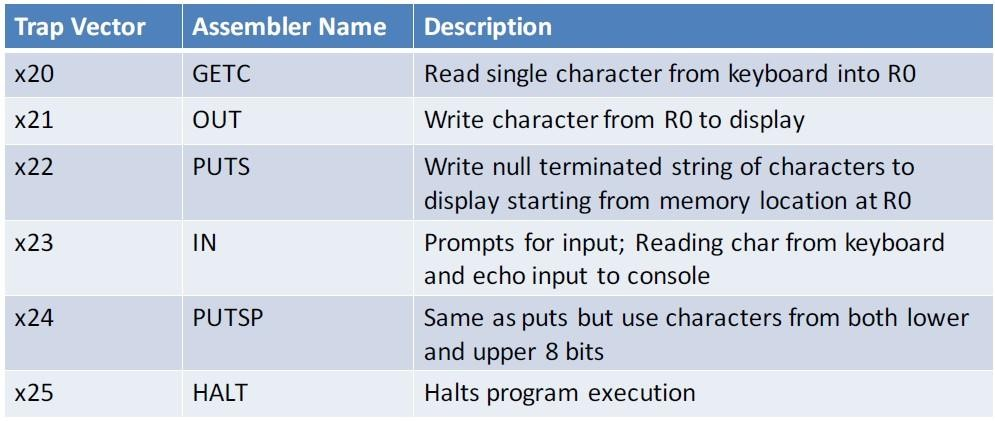 Trap Vector Assembler Name Description
x20 GETC Read single character from keyboard into R0
x21 OUT Write character from R0 to display
x22 PUTS Write null terminated string of characters to
display starting from memory location at R0
x23 IN Prompts for input; Reading char from keyboard
and echo input to console
x24 PUTSP Same as puts but use characters from both lower
and upper 8 bits
x25 HALT Halts program execution